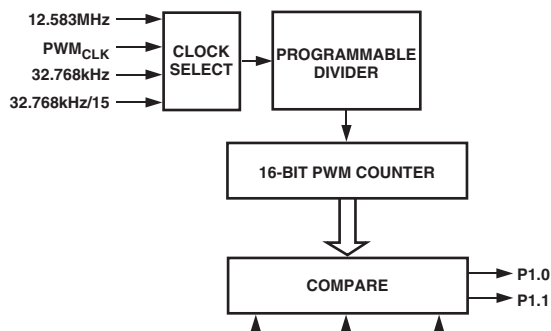 12.583MHz
PWMCLK
32.768kHz
32.768kHz/15
CLOCK
SELECT
PROGRAMMABLE
DIVIDER
16-BIT PWM COUNTER
COMPARE
P1.0
P1.1